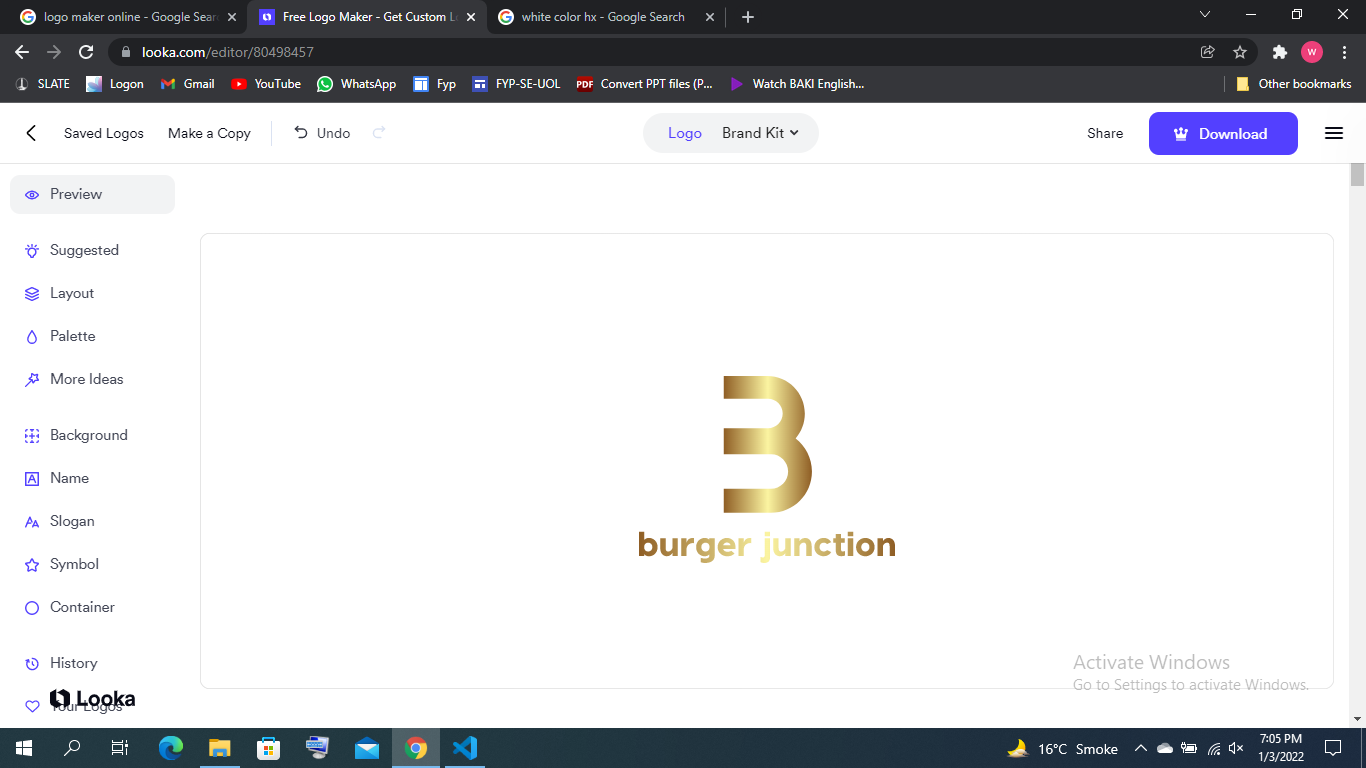 logo maker online - Google Sear
Free Logo Maker - Get Custom L
white color hx - Google Search
looka.com/editor/80498457
W
SLATE
Logon
Gmail
YouTube
WhatsApp
Fyp
FYP-SE-UOL
PDF
Convert PPT files (P...
Watch BAKI English...
Other bookmarks
Saved Logos
Make a Copy
Undo
Logo
Brand Kit
Share
Download
Preview
Suggested
Layout
Palette
More Ideas
Background
Name
Slogan
Symbol
Container
History
Your Logos
Looka
B
burger junction
Activate Windows
Go to Settings to activate Windows.
16°C Smoke
7:05 PM
1/3/2022